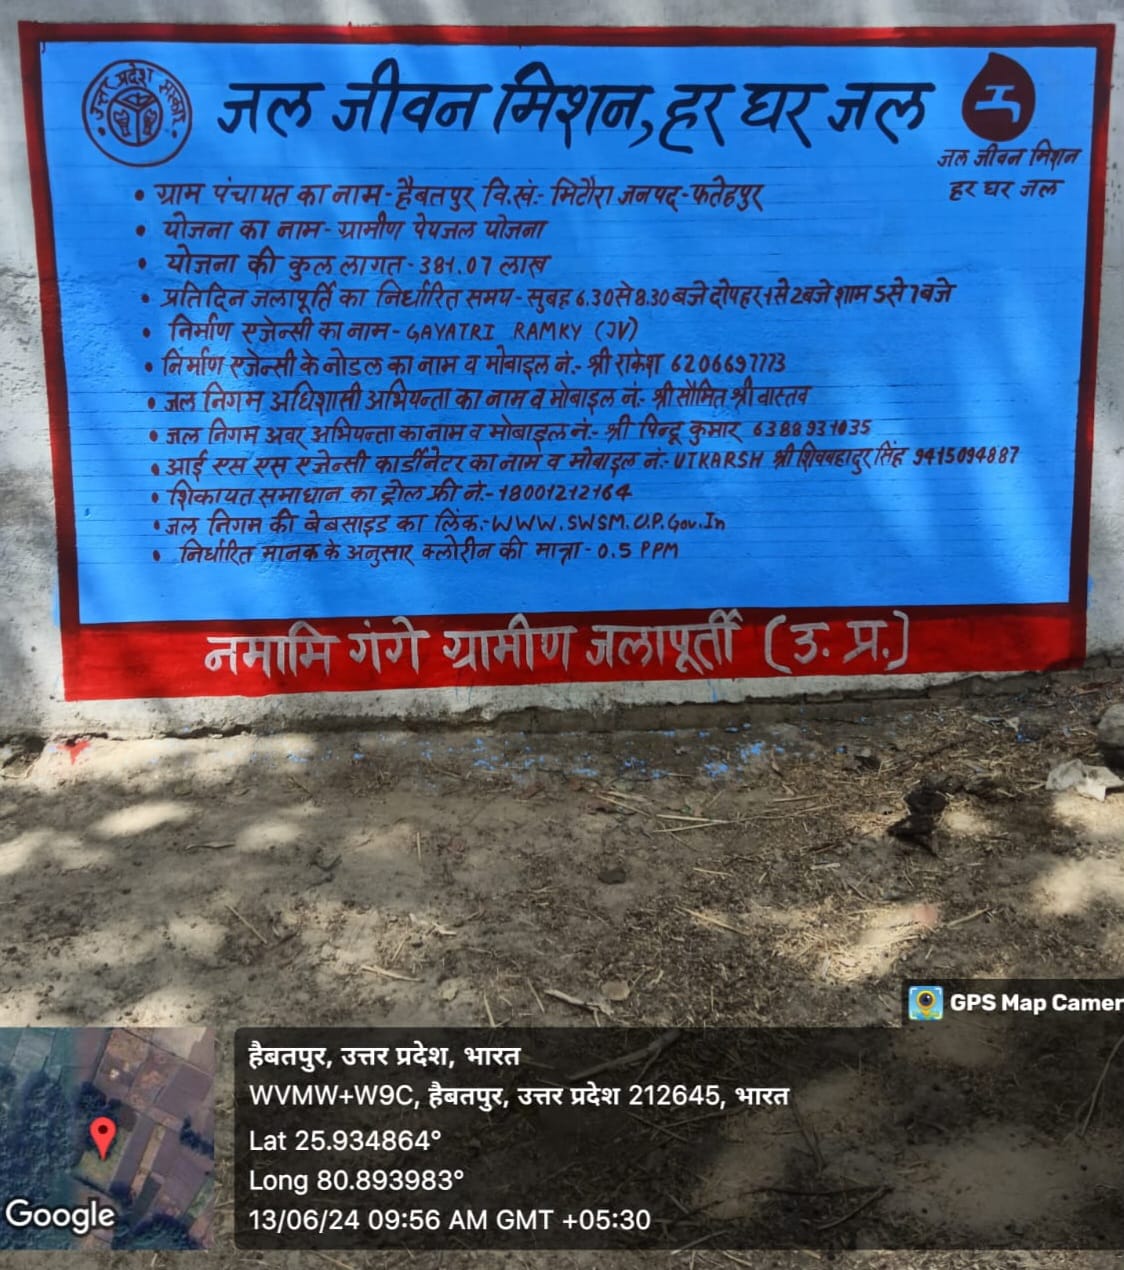 उत्तर प्रदेश सरकार
जल जीवन मिशन, हर घर जल
जल जीवन मिशन
हर घर जल
• ग्राम पंचायत का नाम- हैबतपुर वि.खं:- भिटौरा जनपद- फतेहपुर
• योजना का नाम- ग्रामीण पेयजल योजना
• योजना की कुल लागत- 381.07 लाख
• प्रतिदिन जलापूर्ति का निर्धारित समय- सुबह 6.30 से 8.30 बजे दोपहर 1 से 2 बजे शाम 5 से 7 बजे
• निर्माण एजेन्सी का नाम- GAYATRI RAMKY (JV)
• निर्माण एजेन्सी के नोडल का नाम व मोबाइल नं:- श्री राकेश 6206697773
• जल निगम अधिशासी अभियन्ता का नाम व मोबाइल नं:- श्री सौमित श्रीवास्तव
• जल निगम अवर अभियन्ता का नाम व मोबाइल नं:- श्री पिन्टू कुमार 6388931035
• आई एस एस एजेन्सी कार्डीनेटर का नाम व मोबाइल नं:- UTKARSH श्री शिवबहादुर सिंह 9415094887
• शिकायत समाधान का ट्रोल फ्री नं.- 18001212164
• जल निगम की बेबसाइड का लिंक:- WWW.SWSM.U.P.Gov.In
• निर्धारित मानक के अनुसार क्लोरीन की मात्रा- 0.5 PPM
नमामि गंगे ग्रामीण जलापूर्ती (उ. प्र.)
GPS Map Camer
हैबतपुर, उत्तर प्रदेश, भारत
WVMW+W9C, हैबतपुर, उत्तर प्रदेश 212645, भारत
Lat 25.934864°
Long 80.893983°
13/06/24 09:56 AM GMT +05:30
Google